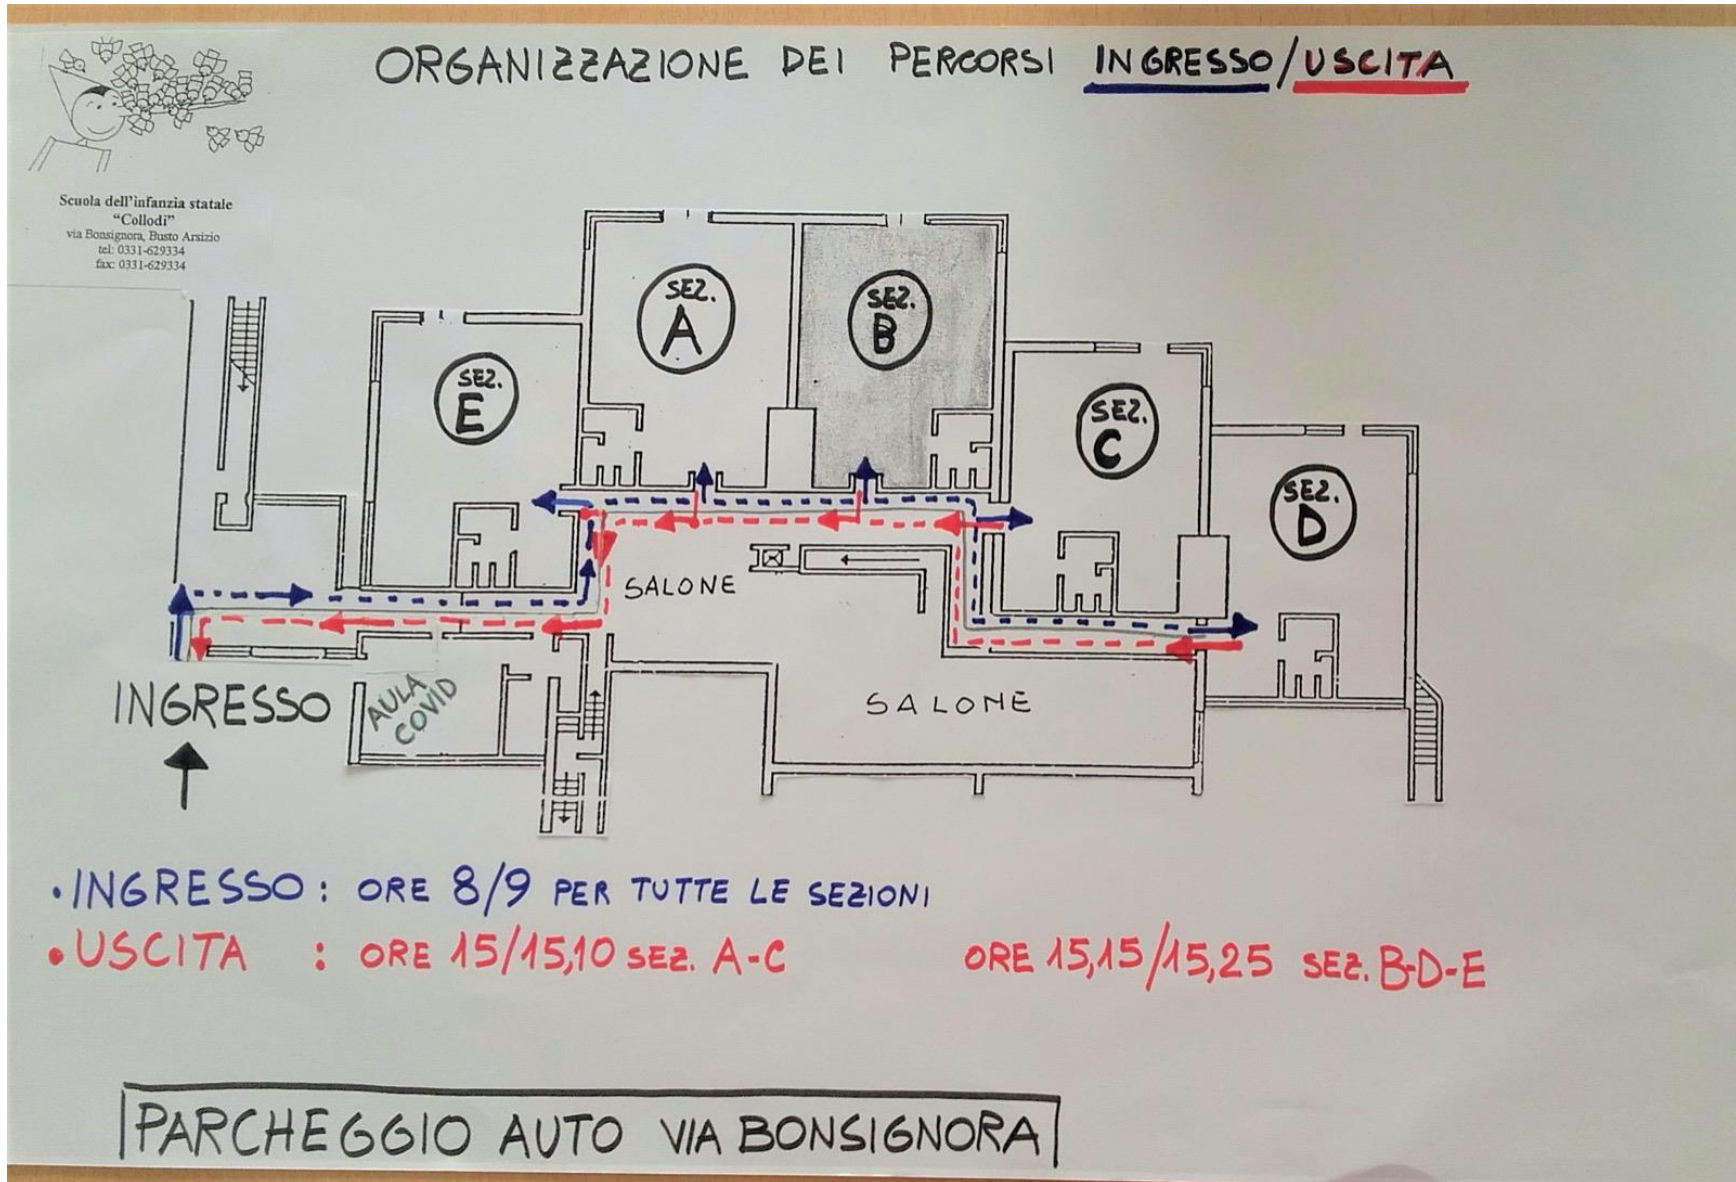 ORGANIZZAZIONE DEI PERCORSI INGRESSO/USCITA
Scuola dell'infanzia statale
"Collodi"
via Bonsignora, Busto Arsizio
tel: 0331-629334
fax: 0331-629334
SEZ.
A
SEZ.
B
SEZ.
E
SEZ.
C
SEZ.
D
SALONE
SALONE
INGRESSO
AULA
COVID
• INGRESSO: ORE 8/9 PER TUTTE LE SEZIONI
• USCITA : ORE 15/15,10 SEZ. A-C ORE 15,15/15,25 SEZ. B-D-E
PARCHEGGIO AUTO VIA BONSIGNORA